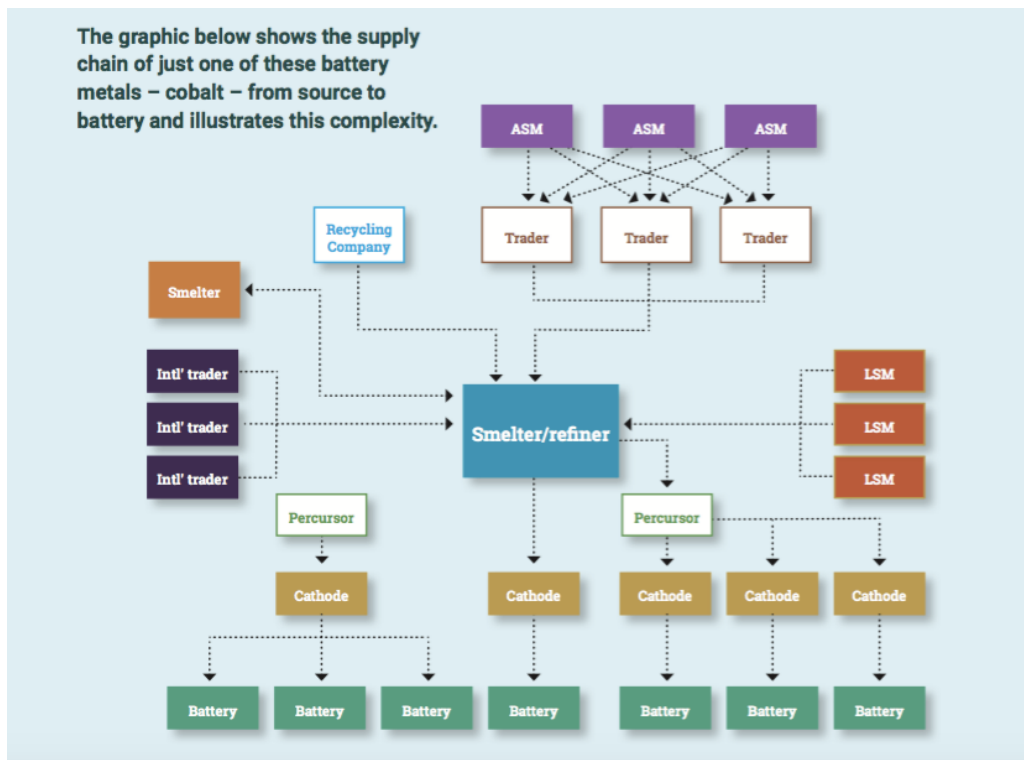 The graphic below shows the supply
chain of just one of these battery
metals – cobalt – from source to
battery and illustrates this complexity.
ASM
ASM
ASM
Recycling
Company
Trader
Trader
Trader
Smelter
Intl' trader
LSM
Intl' trader
Smelter/refiner
LSM
Intl' trader
LSM
Percursor
Percursor
Cathode
Cathode
Cathode
Cathode
Cathode
Battery
Battery
Battery
Battery
Battery
Battery
Battery